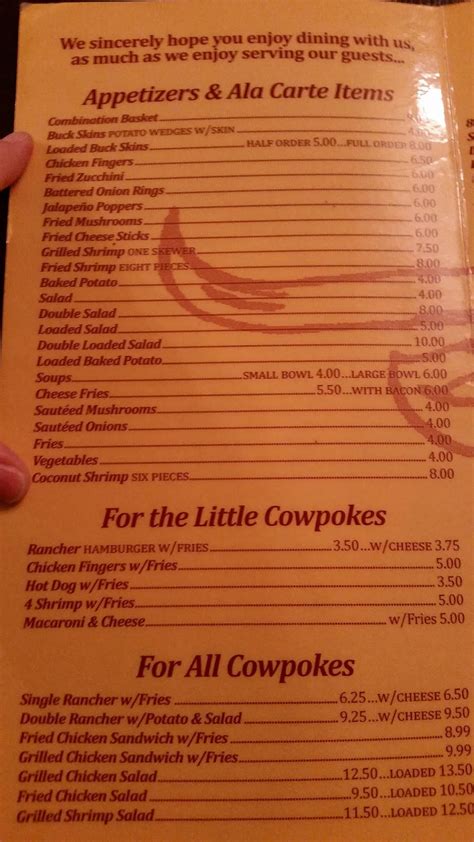 We sincerely hope you enjoy dining with us,
as much as we enjoy serving our guests...
Appetizers & Ala Carte Items
Combination Basket
Buck Skins POTATO WEDGES W/SKIN
Loaded Buck Skins HALF ORDER 5.00...FULL ORDER 8.00
Chicken Fingers 6.50
Fried Zucchini 6.00
Battered Onion Rings 6.00
Jalapeño Poppers 6.00
Fried Mushrooms 6.00
Fried Cheese Sticks 6.00
Grilled Shrimp ONE SKEWER 7.50
Fried Shrimp EIGHT PIECES 8.00
Baked Potato 4.00
Salad 4.00
Double Salad 8.00
Loaded Salad 5.00
Double Loaded Salad 10.00
Loaded Baked Potato 5.00
Soups SMALL BOWL 4.00...LARGE BOWL 6.00
Cheese Fries 5.50...WITH BACON 6.00
Sautéed Mushrooms 4.00
Sautéed Onions 4.00
Fries 4.00
Vegetables 4.00
Coconut Shrimp SIX PIECES 8.00
For the Little Cowpokes
Rancher HAMBURGER W/FRIES 3.50...W/CHEESE 3.75
Chicken Fingers w/Fries 5.00
Hot Dog w/Fries 3.50
4 Shrimp w/Fries 5.00
Macaroni & Cheese w/Fries 5.00
For All Cowpokes
Single Rancher w/Fries 6.25...W/CHEESE 6.50
Double Rancher w/Potato & Salad 9.25...W/CHEESE 9.50
Fried Chicken Sandwich w/Fries 8.99
Grilled Chicken Sandwich w/Fries 9.99
Grilled Chicken Salad 12.50...LOADED 13.50
Fried Chicken Salad 9.50...LOADED 10.50
Grilled Shrimp Salad 11.50...LOADED 12.50